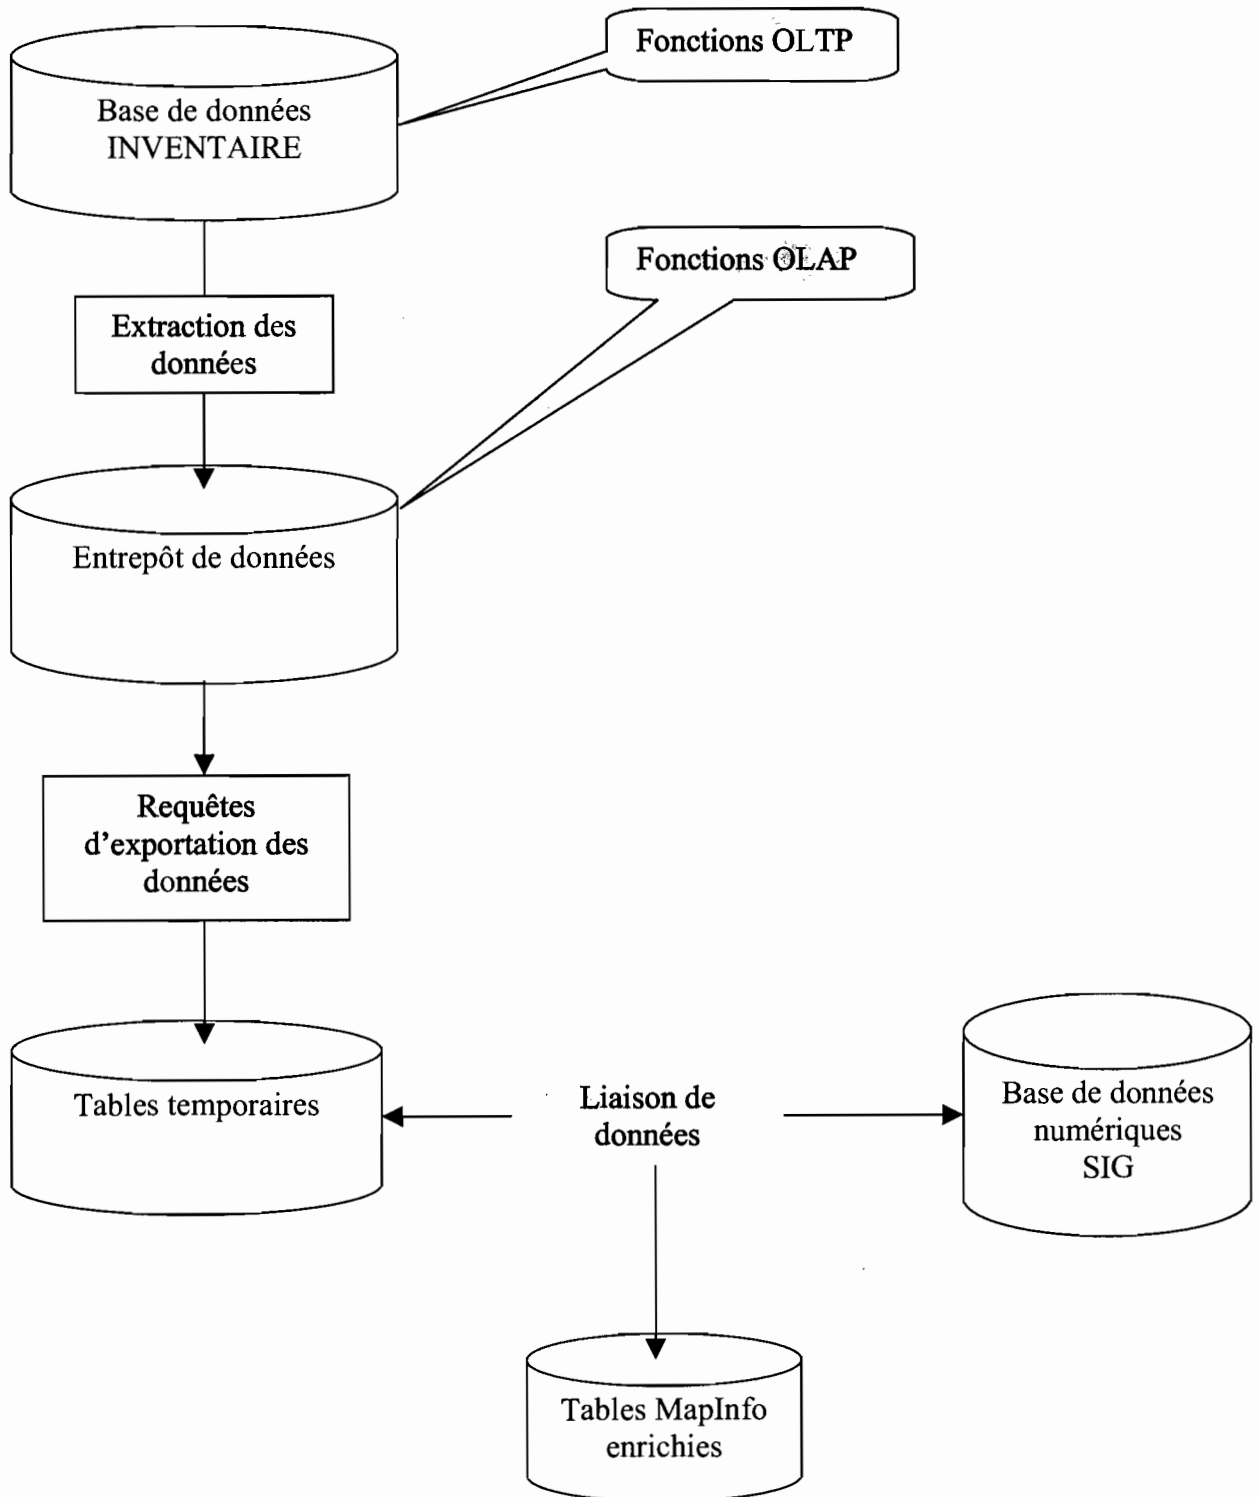 Fonctions OLTP
Base de données
INVENTAIRE
Fonctions OLAP
Extraction des
données
Entrepôt de données
Requêtes
d’exportation des
données
Tables temporaires
Liaison de
données
Base de données
numériques
SIG
Tables MapInfo
enrichies